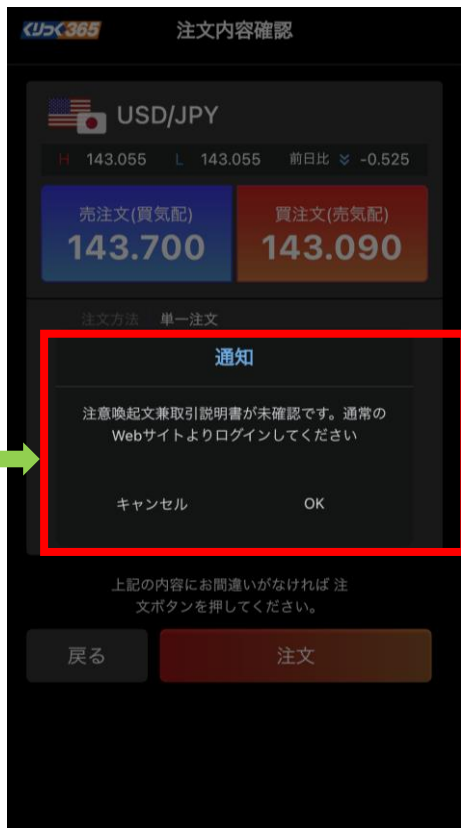 くりっく365
注文内容確認
USD/JPY
H 143.055 L 143.055 前日比 -0.525
売注文(買気配) 買注文(売気配)
143.700 143.090
注文方法 単一注文
通知
注意喚起文兼取引説明書が未確認です。通常の
Webサイトよりログインしてください
キャンセル OK
上記の内容にお間違いがなければ 注
文ボタンを押してください。
戻る 注文